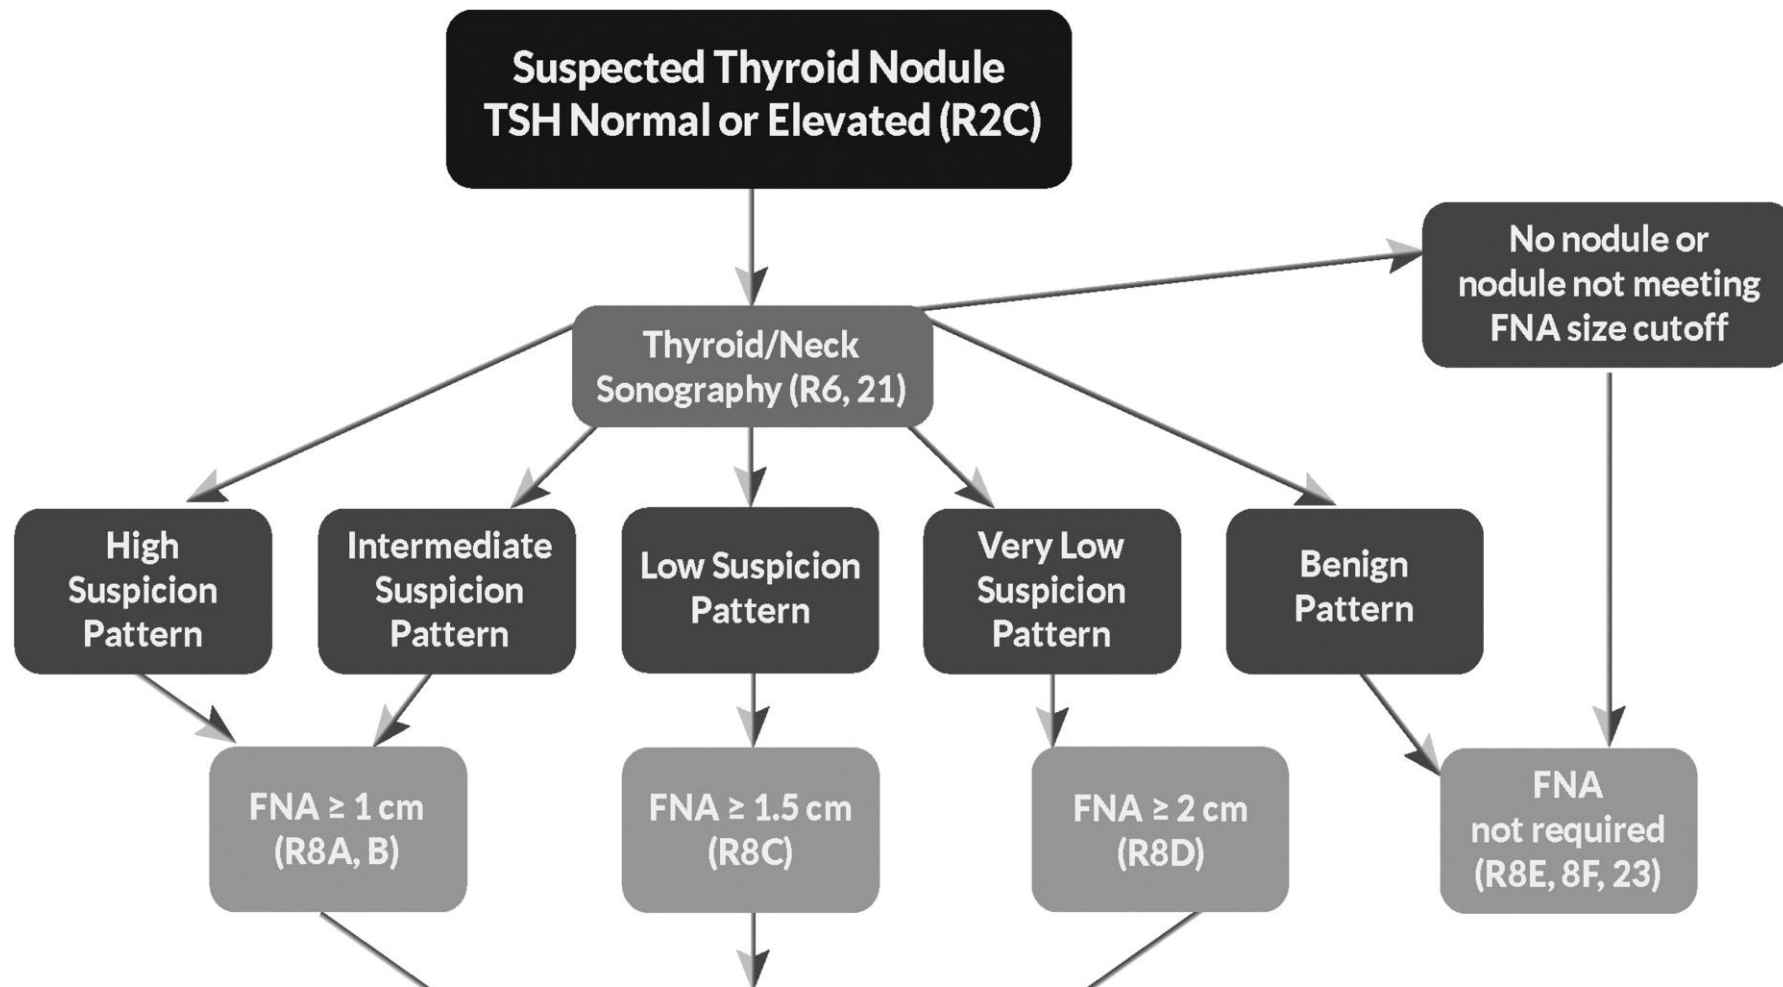 Suspected Thyroid Nodule
TSH Normal or Elevated (R2C)
No nodule or
nodule not meeting
FNA size cutoff
Thyroid/Neck
Sonography (R6, 21)
High
Suspicion
Pattern
Intermediate
Suspicion
Pattern
Low Suspicion
Pattern
Very Low
Suspicion
Pattern
Benign
Pattern
FNA ≥ 1 cm
(R8A, B)
FNA ≥ 1.5 cm
(R8C)
FNA ≥ 2 cm
(R8D)
FNA
not required
(R8E, 8F, 23)